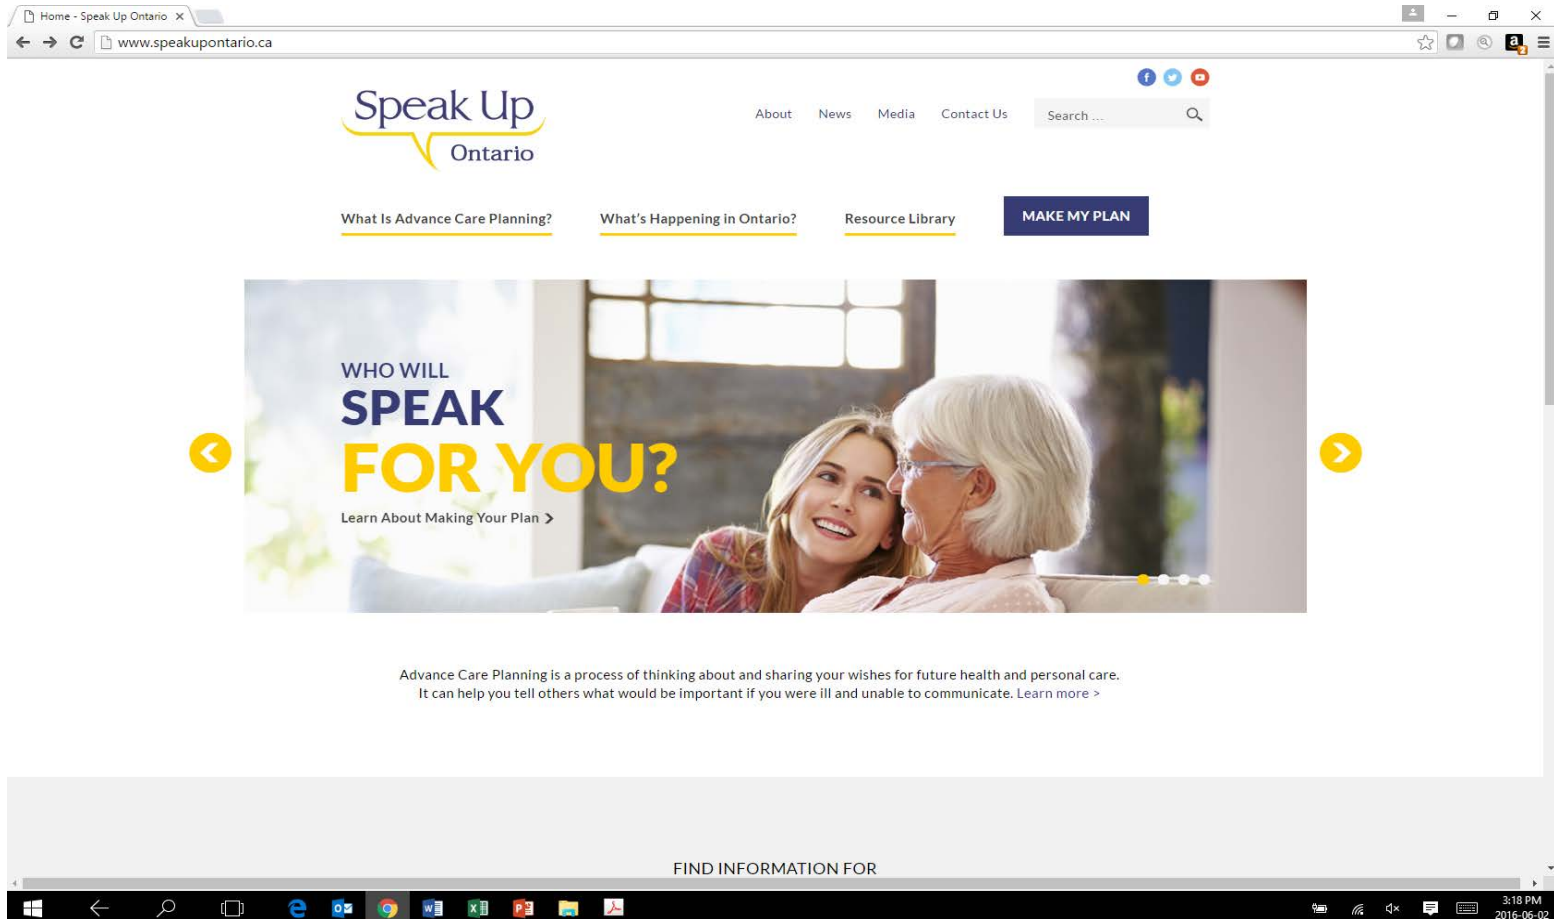 Home - Speak Up Ontario
www.speakupontario.ca
Speak Up
Ontario
About News Media Contact Us Search ...
What Is Advance Care Planning? What's Happening in Ontario? Resource Library MAKE MY PLAN
WHO WILL
SPEAK
FOR YOU?
Learn About Making Your Plan >
Advance Care Planning is a process of thinking about and sharing your wishes for future health and personal care.
It can help you tell others what would be important if you were ill and unable to communicate. Learn more >
FIND INFORMATION FOR
3:18 PM
2016-06-02